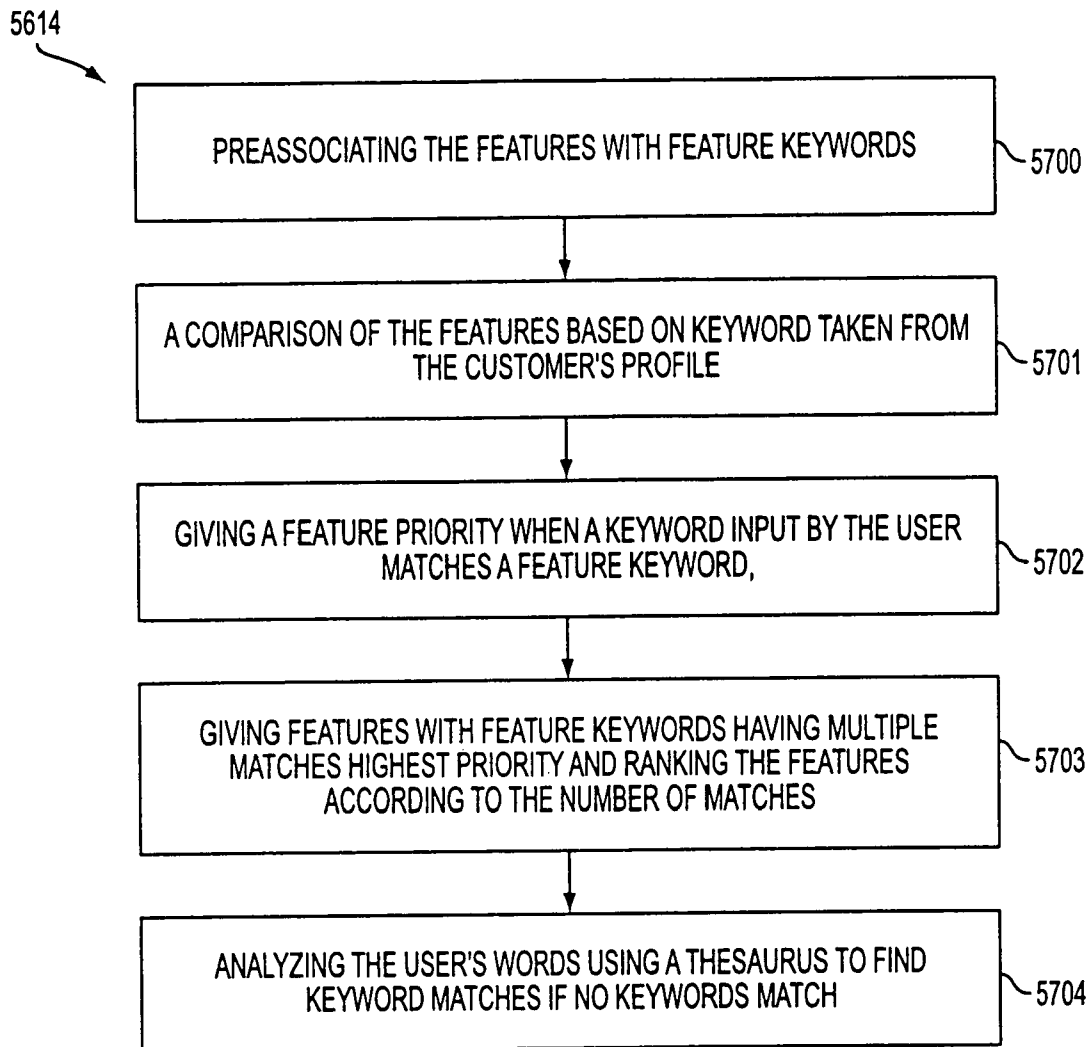 5614
PREASSOCIATING THE FEATURES WITH FEATURE KEYWORDS
5700
A COMPARISON OF THE FEATURES BASED ON KEYWORD TAKEN FROM
THE CUSTOMER'S PROFILE
5701
GIVING A FEATURE PRIORITY WHEN A KEYWORD INPUT BY THE USER
MATCHES A FEATURE KEYWORD,
5702
GIVING FEATURES WITH FEATURE KEYWORDS HAVING MULTIPLE
MATCHES HIGHEST PRIORITY AND RANKING THE FEATURES
ACCORDING TO THE NUMBER OF MATCHES
5703
ANALYZING THE USER'S WORDS USING A THESAURUS TO FIND
KEYWORD MATCHES IF NO KEYWORDS MATCH
5704